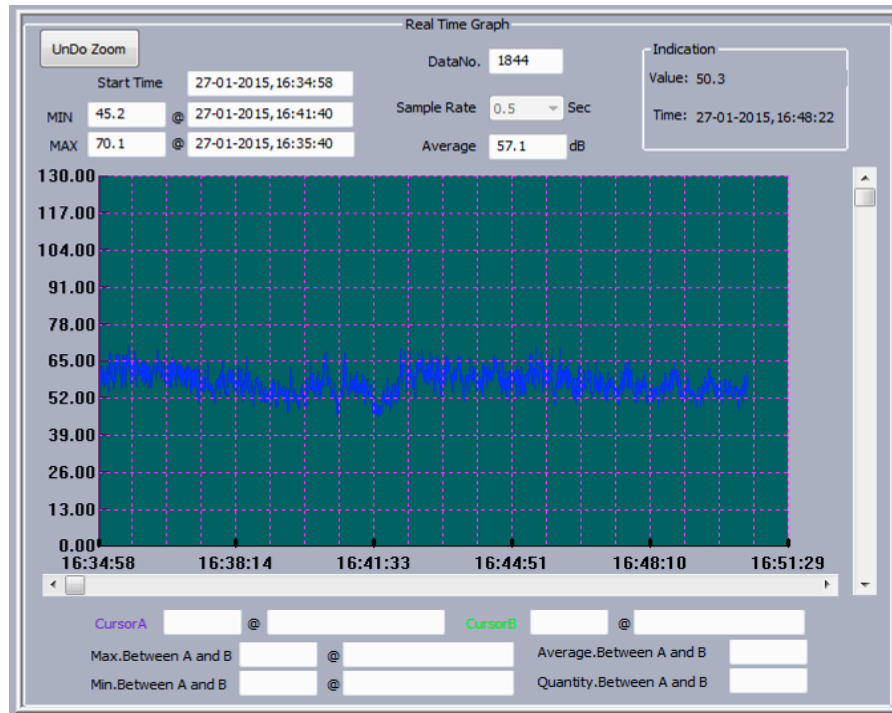 Real Time Graph
UnDo Zoom
DataNo. 1844
Indication
Value: 50.3
Time: 27-01-2015,16:48:22
Start Time 27-01-2015,16:34:58
Sample Rate 0.5 Sec
MIN 45.2 @ 27-01-2015,16:41:40
MAX 70.1 @ 27-01-2015,16:35:40
Average 57.1 dB
130.00
117.00
104.00
91.00
78.00
65.00
52.00
39.00
26.00
13.00
0.00
16:34:58 16:38:14 16:41:33 16:44:51 16:48:10 16:51:29
CursorA @ CursorB @
Max.Between A and B @ Average.Between A and B
Min.Between A and B @ Quantity.Between A and B